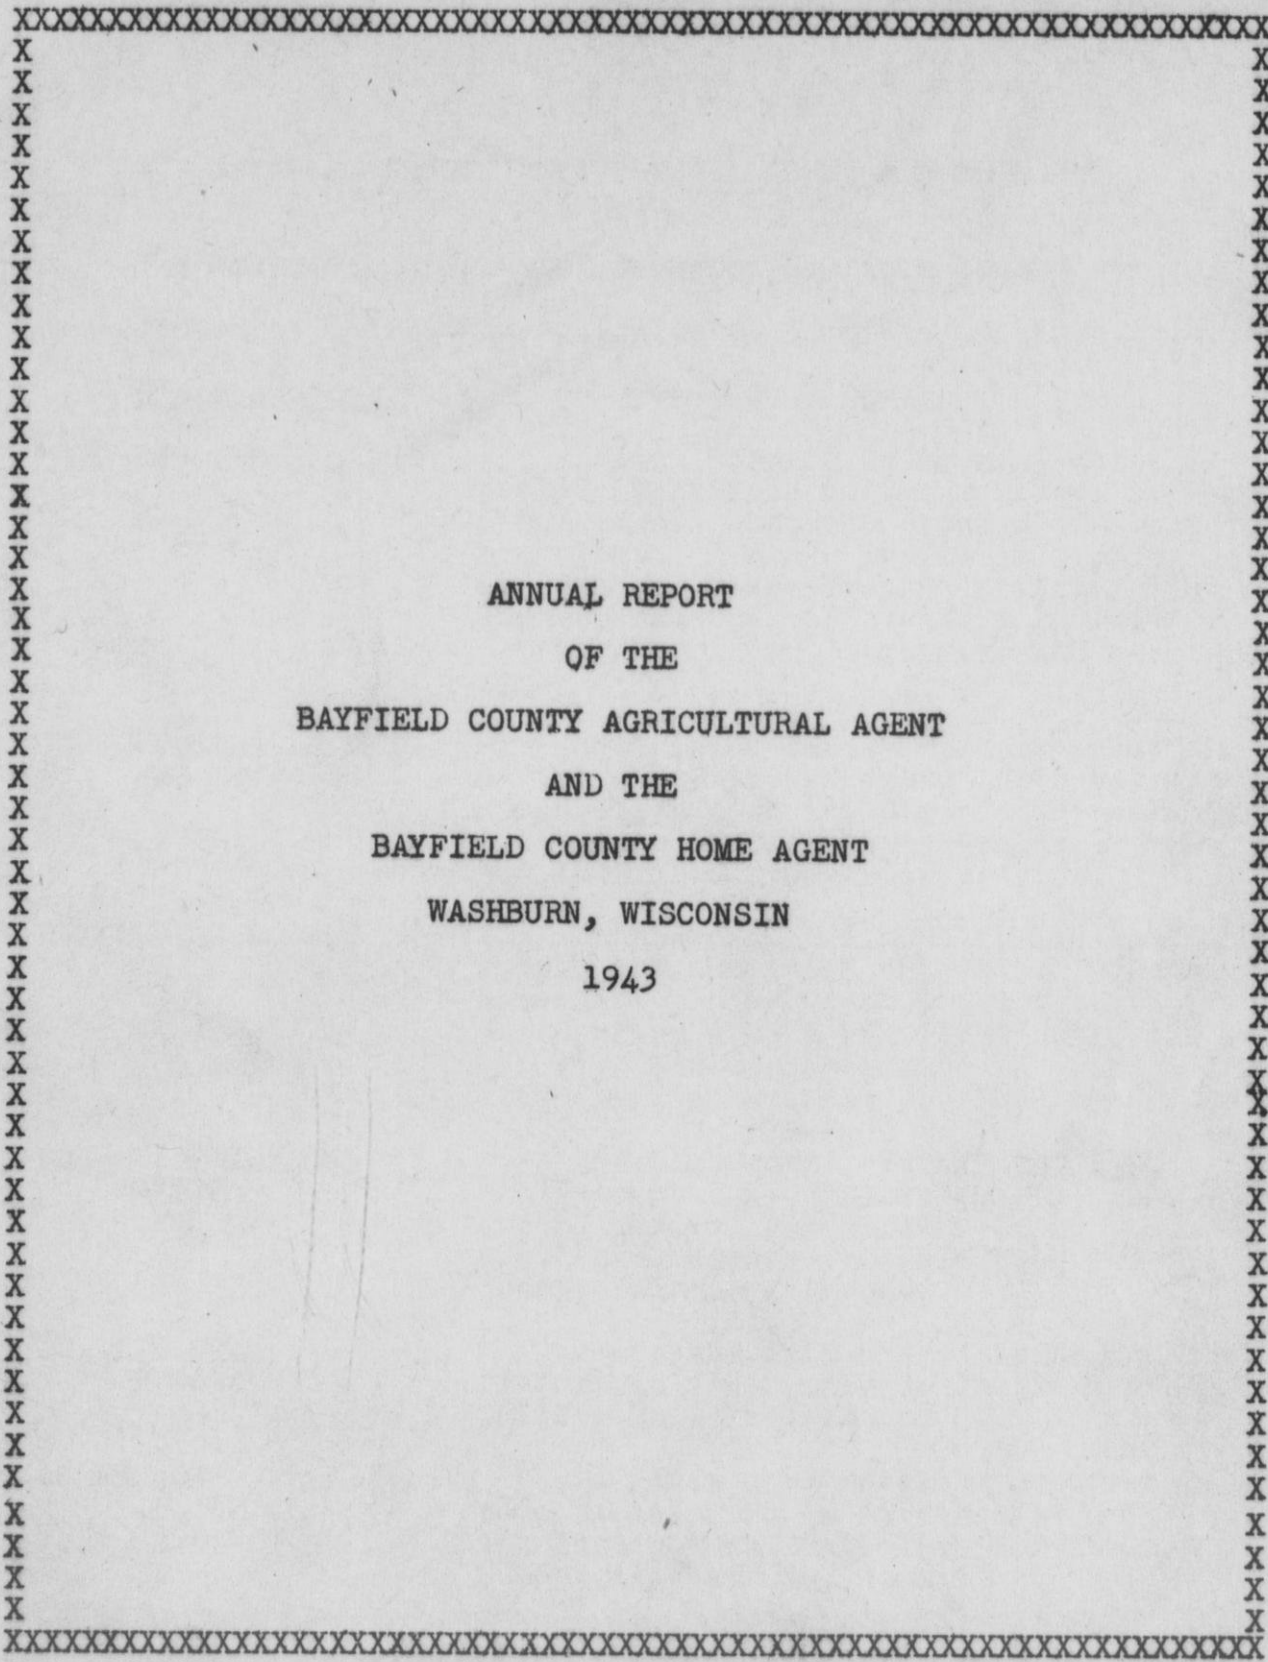 ANNUAL REPORT
OF THE
BAYFIELD COUNTY AGRICULTURAL AGENT
AND THE
BAYFIELD COUNTY HOME AGENT
WASHBURN, WISCONSIN
1943